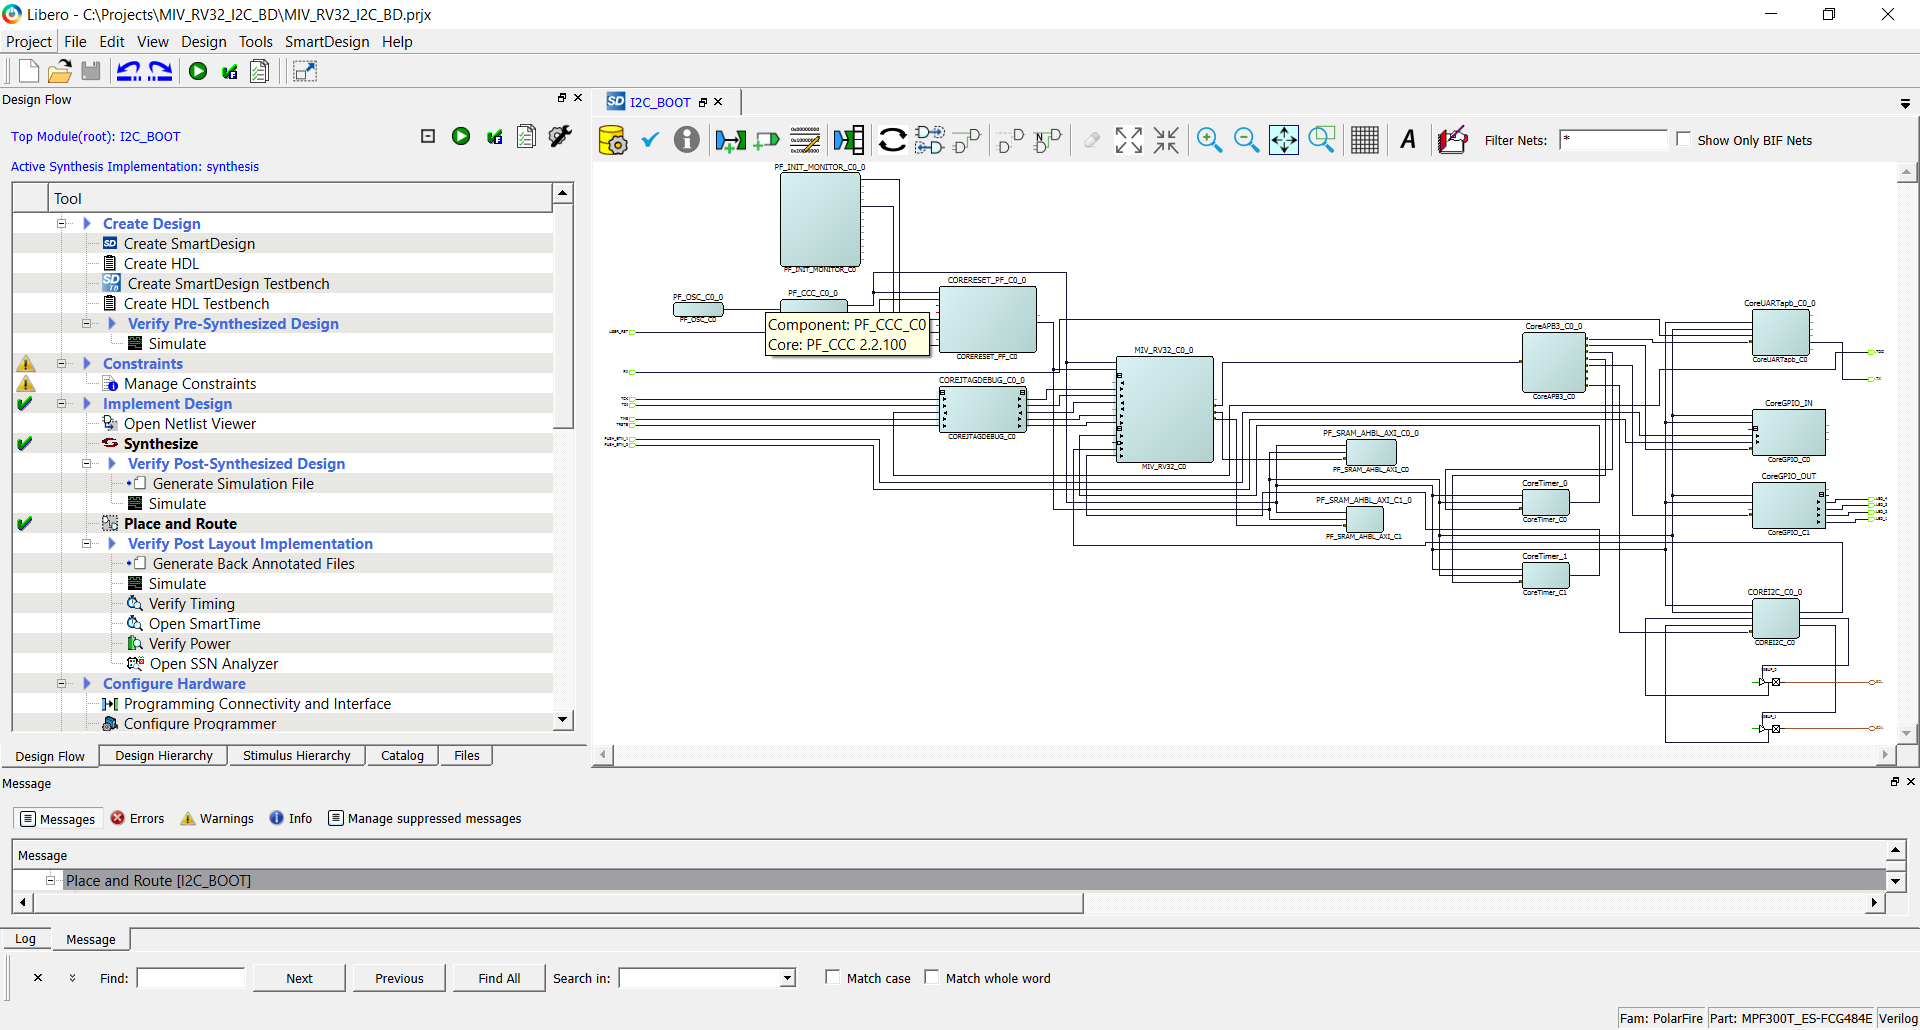 Libero - C:\Projects\MIV_RV32_I2C_BD\MIV_RV32_I2C_BD.prjx
Project File Edit View Design Tools SmartDesign Help
Design Flow
Top Module(root): I2C_BOOT
Active Synthesis Implementation: synthesis
Tool
Create Design
Create SmartDesign
Create HDL
Create SmartDesign Testbench
Create HDL Testbench
Verify Pre-Synthesized Design
Simulate
Constraints
Manage Constraints
Implement Design
Open Netlist Viewer
Synthesize
Verify Post-Synthesized Design
Generate Simulation File
Simulate
Place and Route
Verify Post Layout Implementation
Generate Back Annotated Files
Simulate
Verify Timing
Open SmartTime
Verify Power
Open SSN Analyzer
Configure Hardware
Programming Connectivity and Interface
Configure Programmer
Design Flow Design Hierarchy Stimulus Hierarchy Catalog Files
SD I2C_BOOT
Filter Nets: * Show Only BIF Nets
PF_INIT_MONITOR_C0_0
PF_INIT_MONITOR_C0
PF_OSC_C0_0
PF_OSC_C0
PF_CCC_C0_0
Component: PF_CCC_C0
Core: PF_CCC 2.2.100
CORERESET_PF_C0_0
CORERESET_PF_C0
COREJTAGDEBUG_C0_0
COREJTAGDEBUG_C0
MIV_RV32_C0_0
MIV_RV32_C0
PF_SRAM_AHBL_AXI_C0_0
PF_SRAM_AHBL_AXI_C0
PF_SRAM_AHBL_AXI_C1_0
PF_SRAM_AHBL_AXI_C1
CoreAPB3_C0_0
CoreAPB3_C0
CoreTimer_0
CoreTimer_C0
CoreTimer_1
CoreTimer_C1
CoreUARTapb_C0_0
CoreUARTapb_C0
CoreGPIO_IN
CoreGPIO_C0
CoreGPIO_OUT
CoreGPIO_C1
COREI2C_C0_0
COREI2C_C0
Message
Messages Errors Warnings Info Manage suppressed messages
Message
Place and Route [I2C_BOOT]
Log Message
Find: Next Previous Find All Search in: Match case Match whole word
Fam: PolarFire Part: MPF300T_ES-FCG484E Verilog